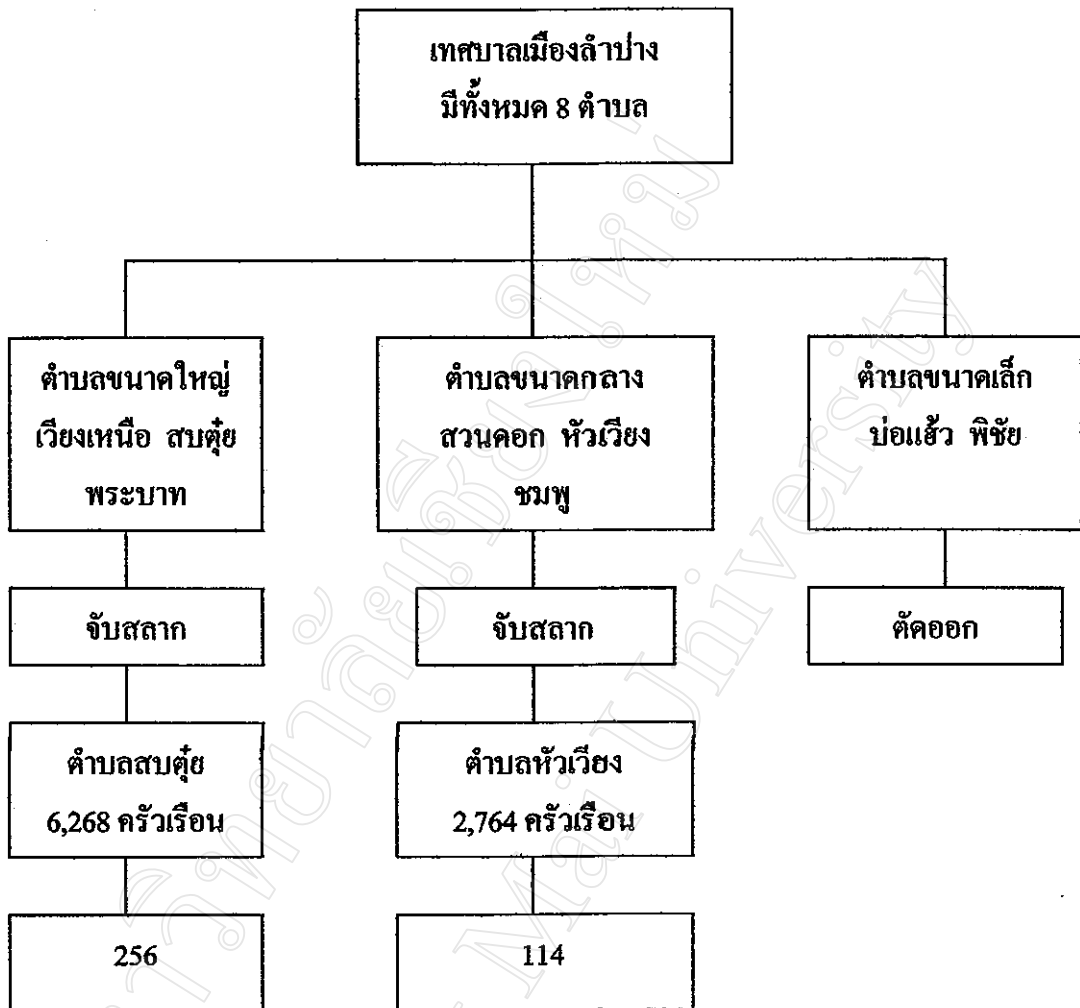 เทศบาลเมืองลำปาง
มีทั้งหมด 8 ตำบล
ตำบลขนาดใหญ่
เวียงเหนือ สบตุ๋ย
พระบาท
ตำบลขนาดกลาง
สวนดอก หัวเวียง
ชมพู
ตำบลขนาดเล็ก
บ่อแฮ้ว พิชัย
จับสลาก
จับสลาก
ตัดออก
ตำบลสบตุ๋ย
6,268 ครัวเรือน
ตำบลหัวเวียง
2,764 ครัวเรือน
256
114